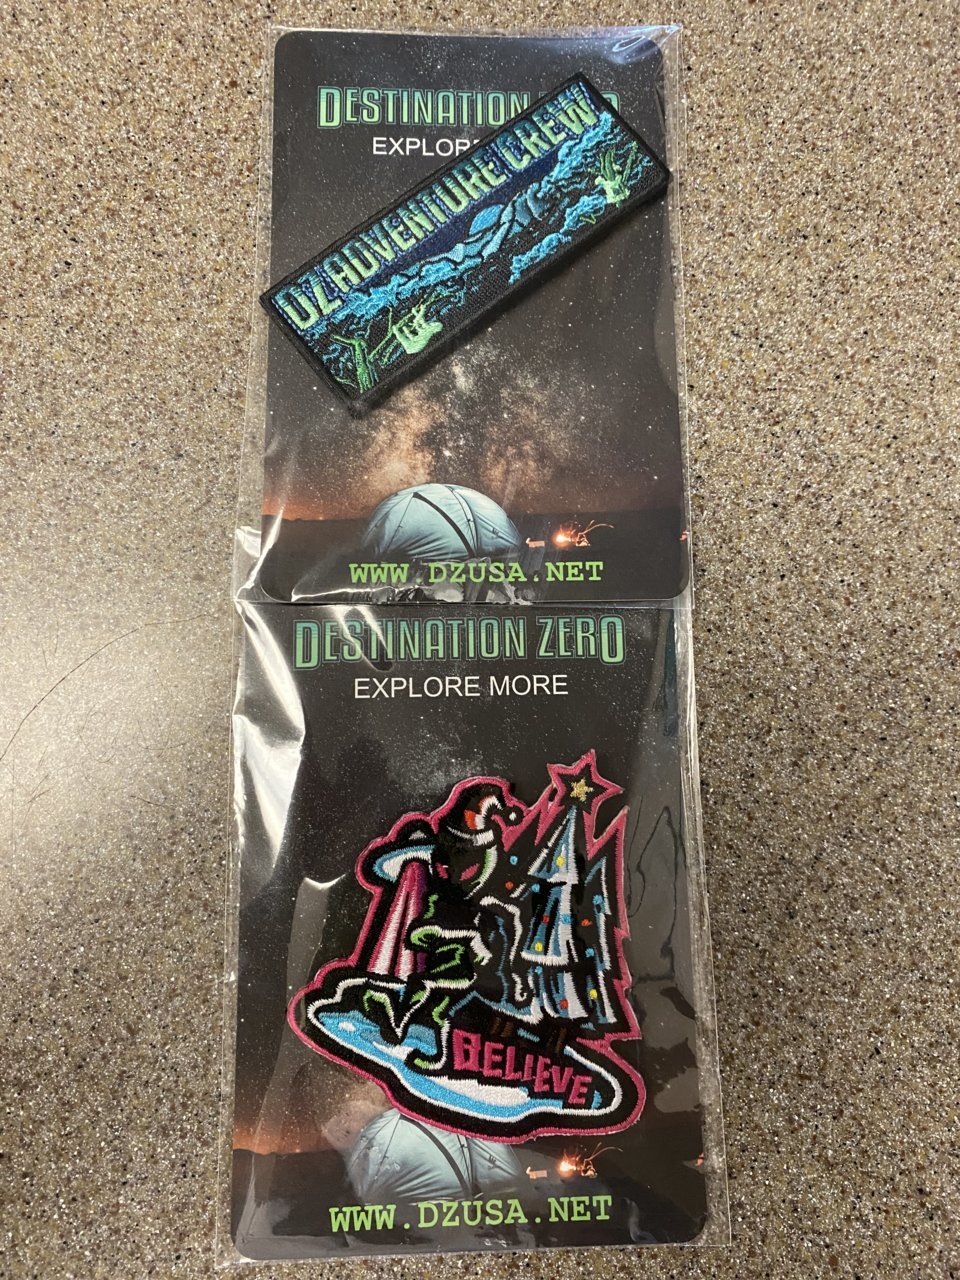 DESTINATION
EXPLORE
DZ ADVENTURE CREW
WWW.DZUSA.NET
DESTINATION ZERO
EXPLORE MORE
BELIEVE
WWW.DZUSA.NET